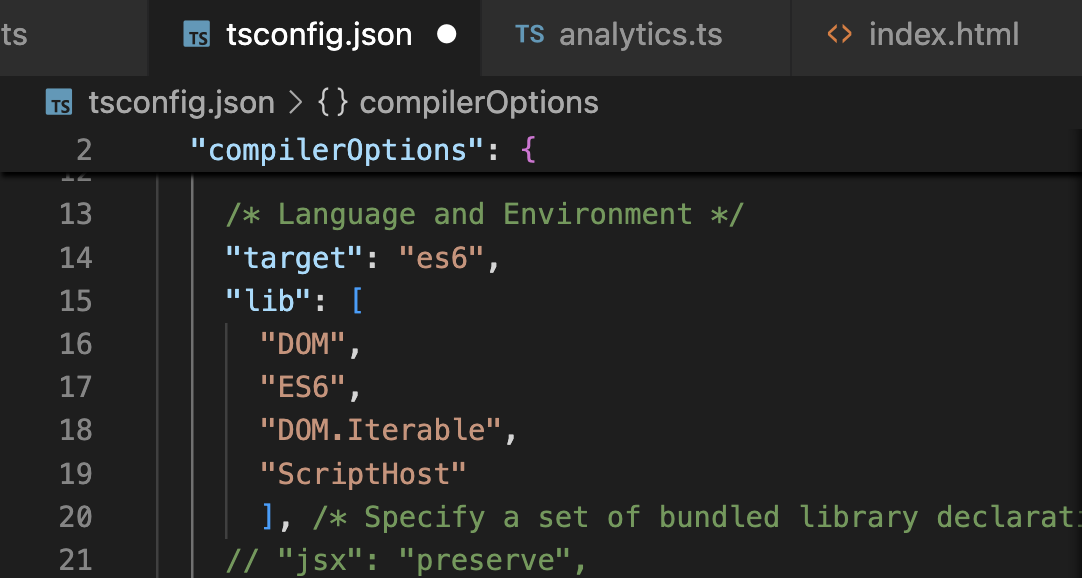 ts TS tsconfig.json TS analytics.ts <> index.html
TS tsconfig.json > {} compilerOptions
2 "compilerOptions": {
12
13 /* Language and Environment */
14 "target": "es6",
15 "lib": [
16 "DOM",
17 "ES6",
18 "DOM.Iterable",
19 "ScriptHost"
20 ], /* Specify a set of bundled library declarati
21 // "jsx": "preserve",